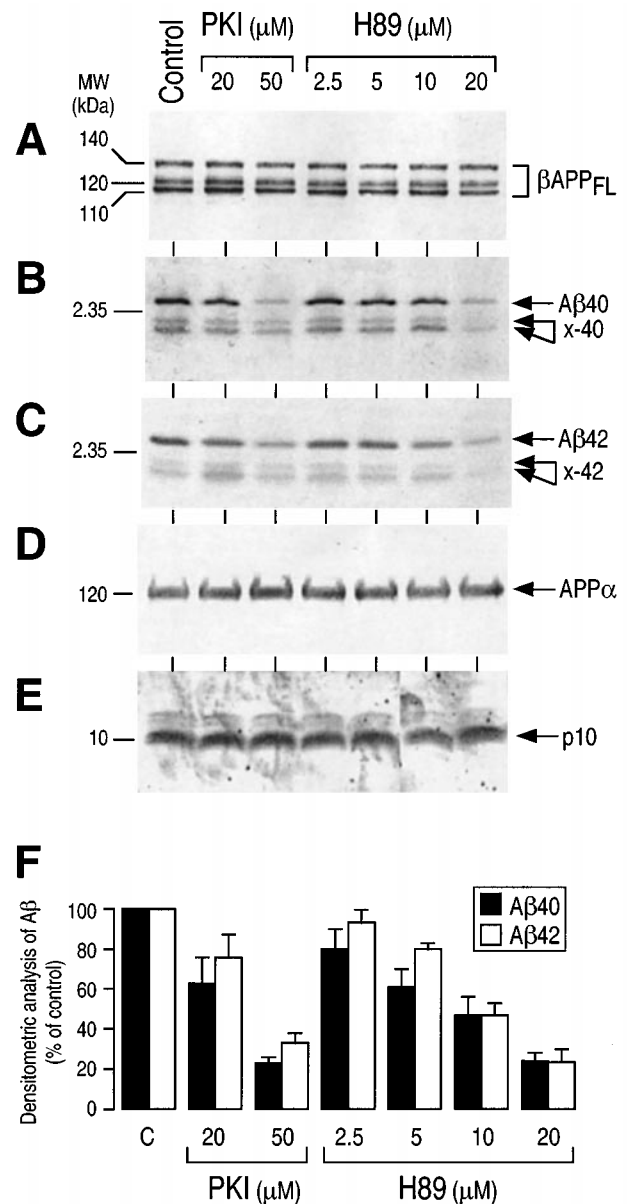 PKI (μM) H89 (μM)
Control 20 50 2.5 5 10 20
MW
(kDa)
A
140
120
110
βAPPFL
B
2.35
Aβ40
x-40
C
2.35
Aβ42
x-42
D
120
APPα
E
10
p10
F
Densitometric analysis of Aβ
(% of control)
100
80
60
40
20
0
Aβ40
Aβ42
C 20 50 2.5 5 10 20
PKI (μM) H89 (μM)